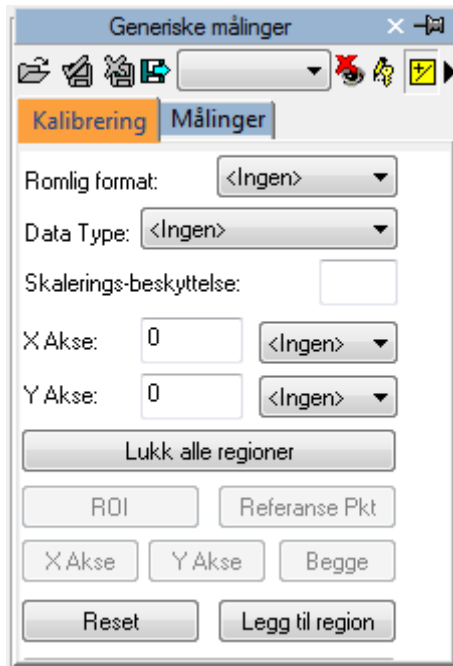 Generiske målinger
Kalibrering Målinger
Romlig format: <Ingen>
Data Type: <Ingen>
Skalerings-beskyttelse:
X Akse: 0 <Ingen>
Y Akse: 0 <Ingen>
Lukk alle regioner
ROI Referanse Pkt
X Akse Y Akse Begge
Reset Legg til region